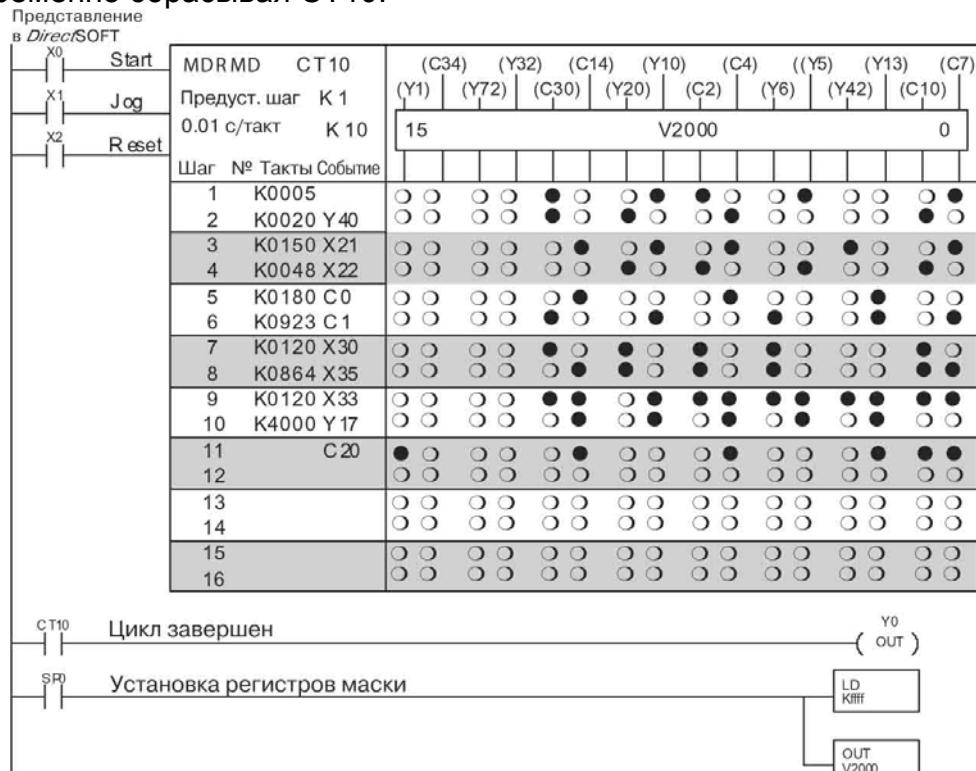 Представление
в DirectSOFT
X0 Start
X1 Jog
X2 Reset
MDRMD CT10
Предуст. шаг K 1
0.01 с/такт K 10
Шаг № Такты Событие
(C34) (Y32) (C14) (Y10) (C4) ((Y5) (Y13) (C7)
(Y1) (Y72) (C30) (Y20) (C2) (Y6) (Y42) (C10)
15 V2000 0
1 K0005
2 K0020 Y40
3 K0150 X21
4 K0048 X22
5 K0180 C0
6 K0923 C1
7 K0120 X30
8 K0864 X35
9 K0120 X33
10 K4000 Y17
11 C20
12
13
14
15
16
CT10 Цикл завершен
Y0
OUT
SP0 Установка регистров маски
LD
Kffff
OUT
V2000